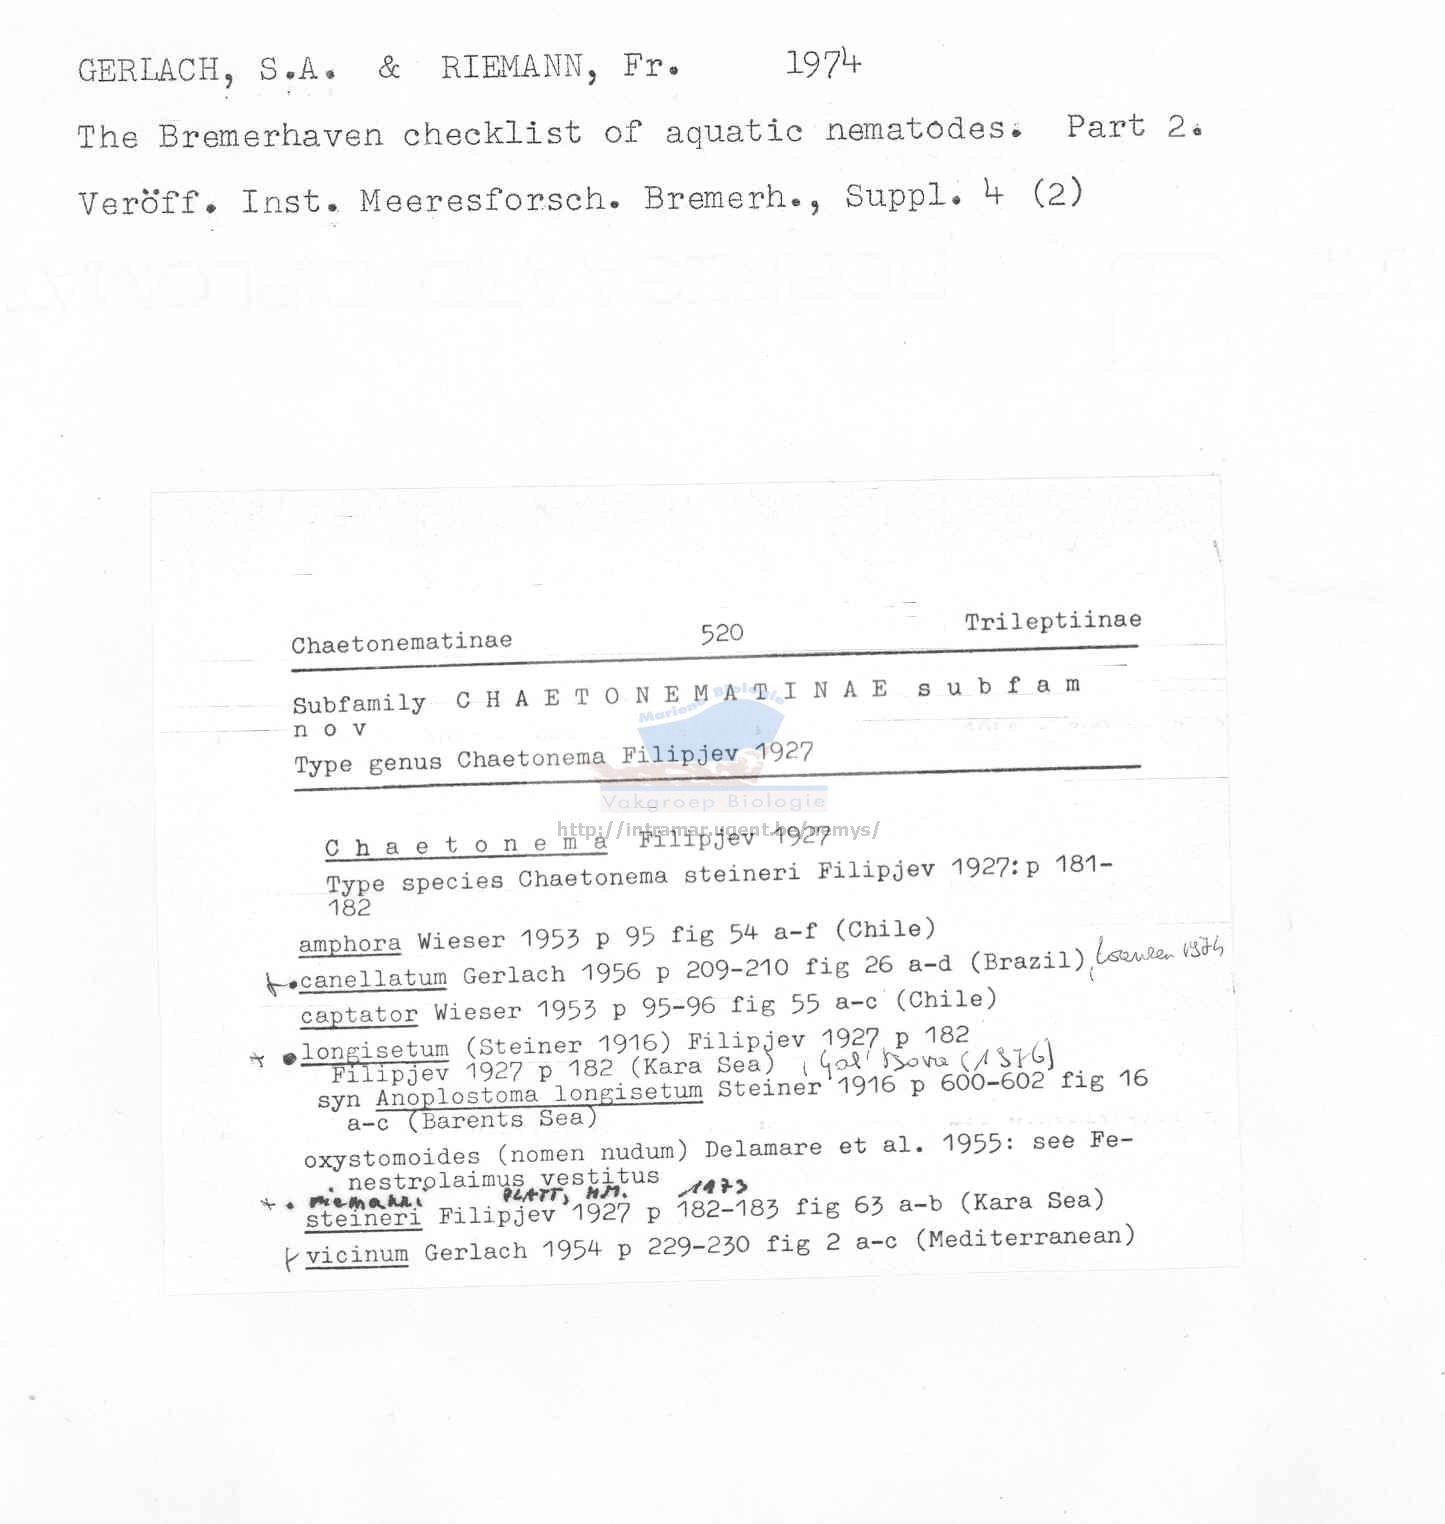 GERLACH, S.A. & RIEMANN, Fr. 1974
The Bremerhaven checklist of aquatic nematodes. Part 2.
Veröff. Inst. Meeresforsch. Bremerh., Suppl. 4 (2)
Chaetonematinae 520 Trileptiinae
Subfamily C H A E T O N E M A T I N A E s u b f a m
n o v
Type genus Chaetonema Filipjev 1927
Marine Biologie
Vakgroep Biologie
http://intramar.ugent.be/nemys/
C h a e t o n e m a Filipjev 1927
Type species Chaetonema steineri Filipjev 1927: p 181-
182
amphora Wieser 1953 p 95 fig 54 a-f (Chile)
canellatum Gerlach 1956 p 209-210 fig 26 a-d (Brazil), 1974
captator Wieser 1953 p 95-96 fig 55 a-c (Chile)
longisetum (Steiner 1916) Filipjev 1927 p 182
Filipjev 1927 p 182 (Kara Sea) (1976)
syn Anoplostoma longisetum Steiner 1916 p 600-602 fig 16
a-c (Barents Sea)
oxystomoides (nomen nudum) Delamare et al. 1955: see Fe-
nestrolaimus vestitus
riemanni PLATT, H.M. 1973
steineri Filipjev 1927 p 182-183 fig 63 a-b (Kara Sea)
vicinum Gerlach 1954 p 229-230 fig 2 a-c (Mediterranean)